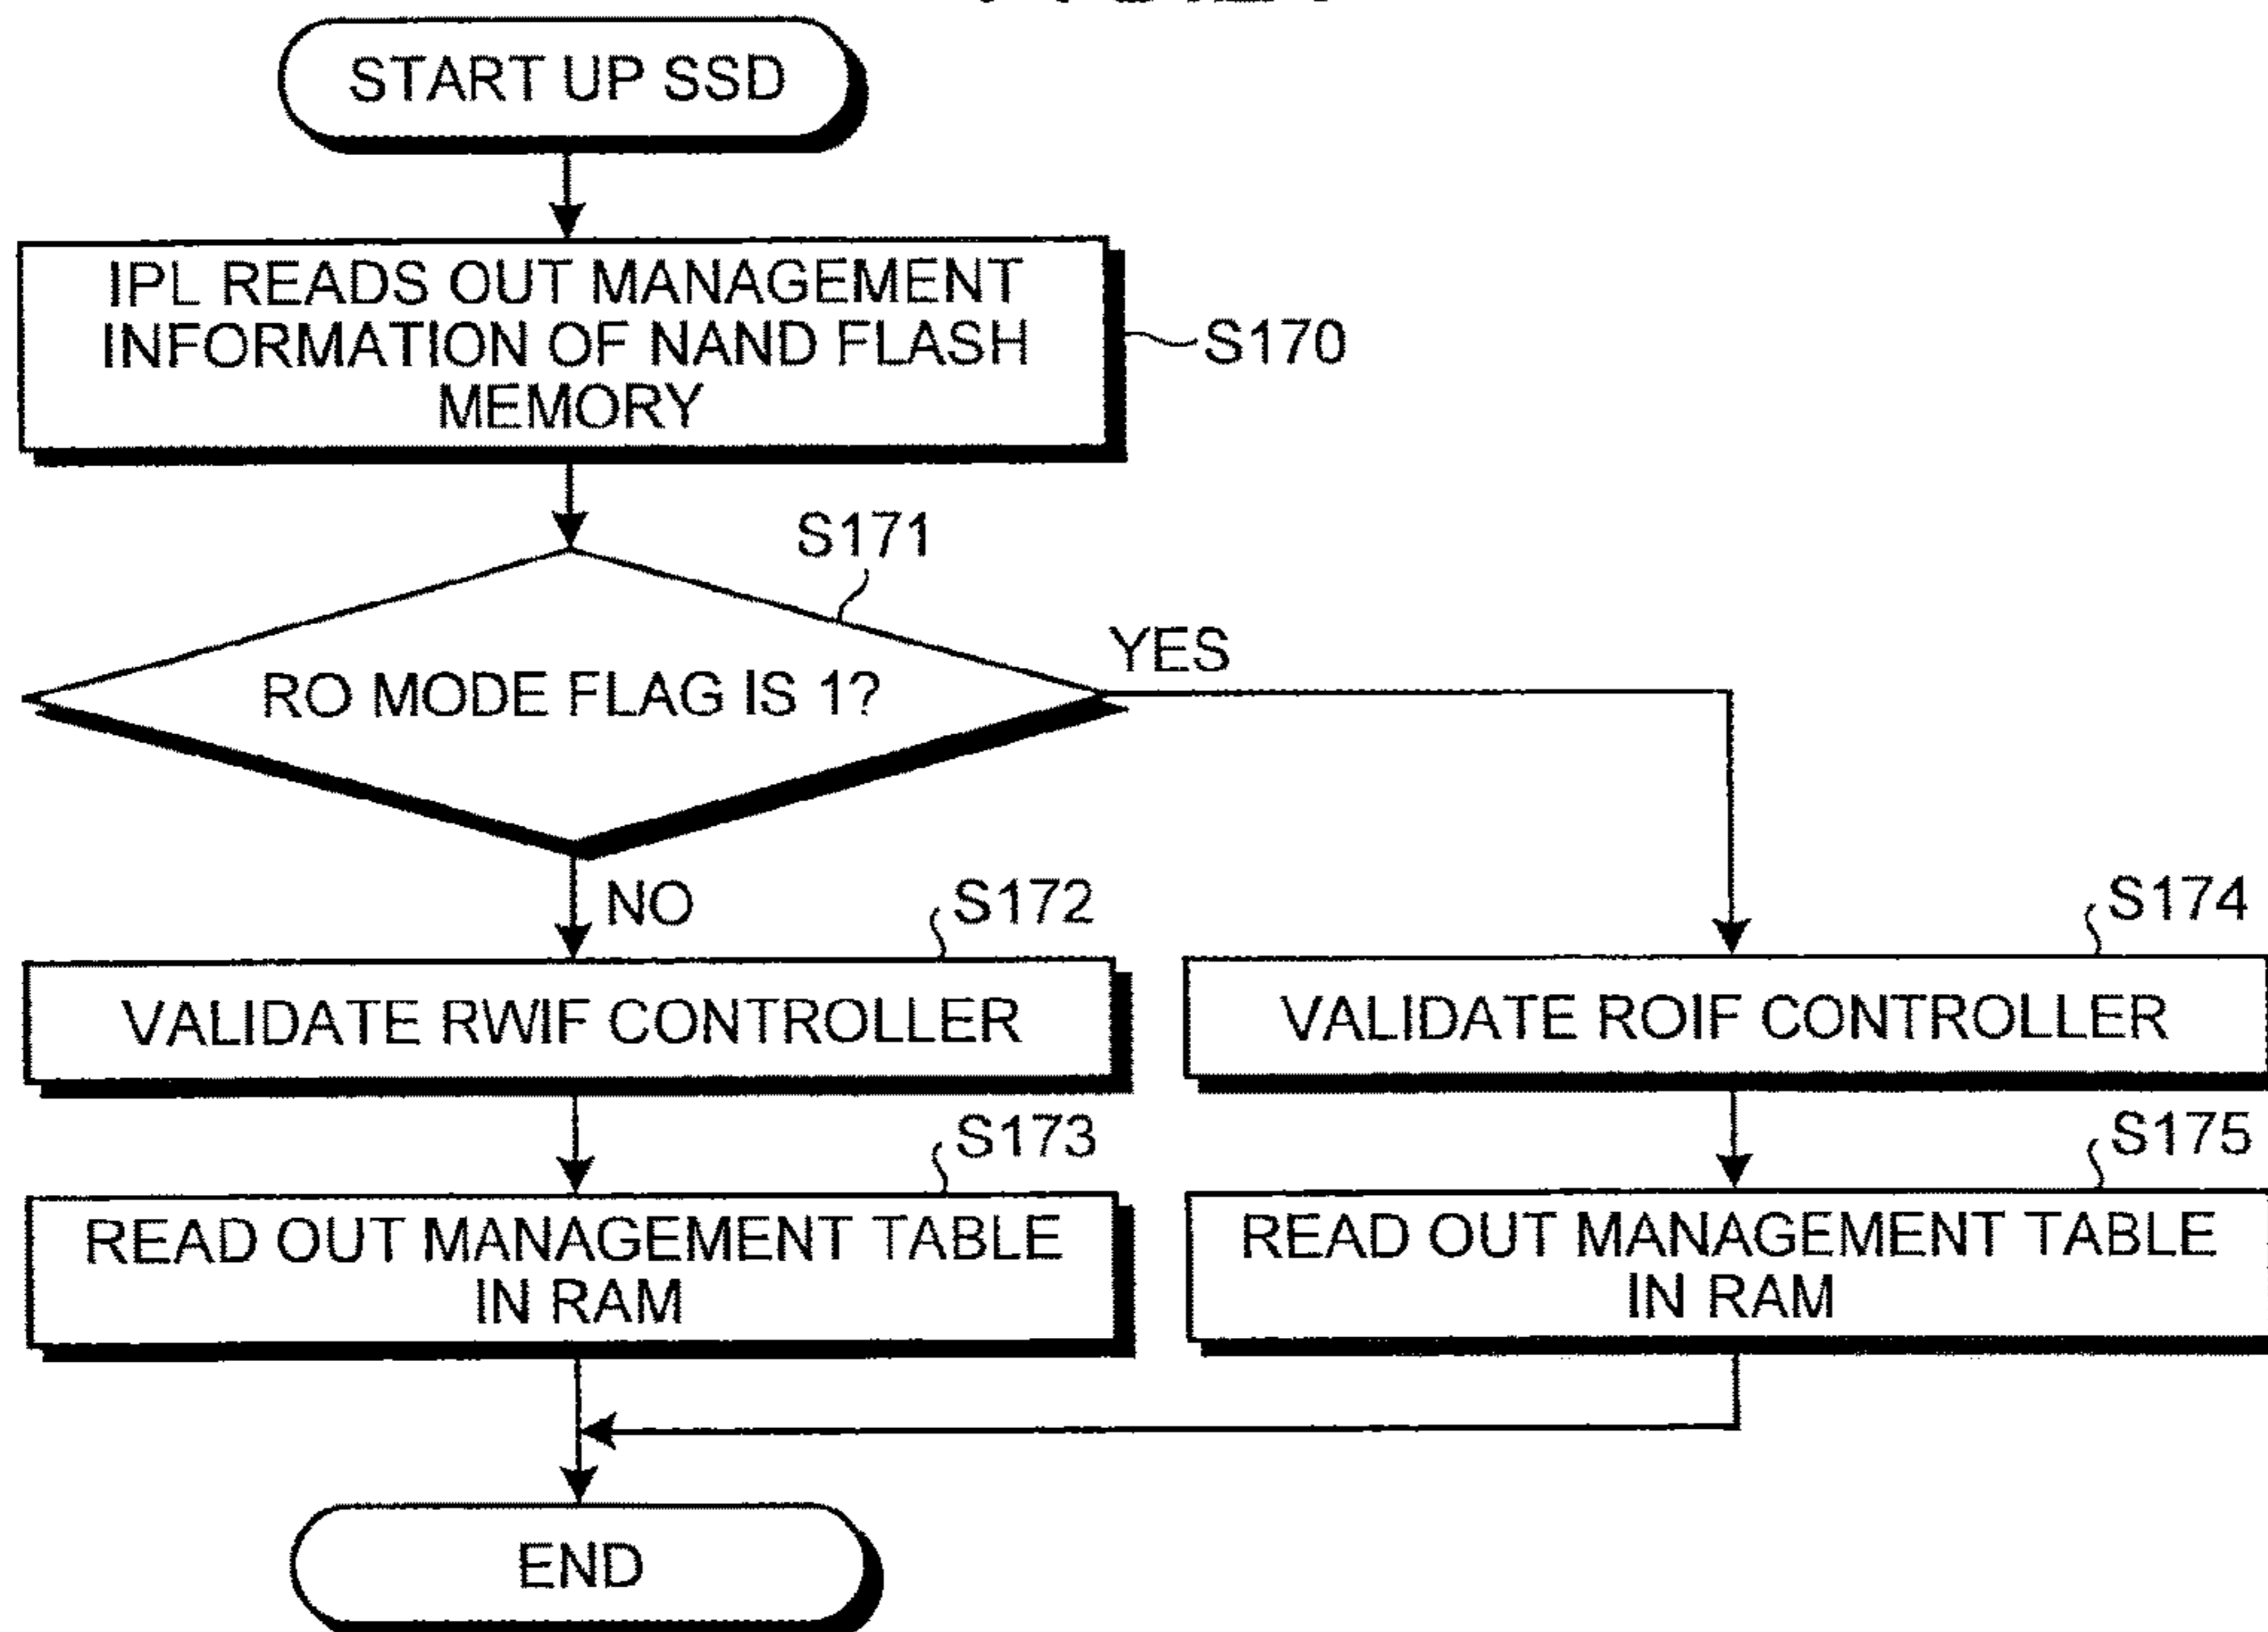 START UP SSD
IPL READS OUT MANAGEMENT
INFORMATION OF NAND FLASH
MEMORY
S170
S171
RO MODE FLAG IS 1?
YES
NO
S172
S174
VALIDATE RWIF CONTROLLER
VALIDATE ROIF CONTROLLER
S173
S175
READ OUT MANAGEMENT TABLE
IN RAM
READ OUT MANAGEMENT TABLE
IN RAM
END